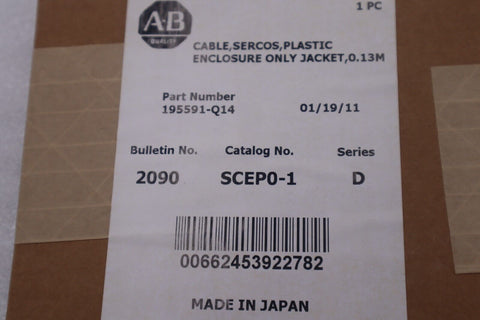 A-B
QUALITY
1 PC
CABLE,SERCOS,PLASTIC
ENCLOSURE ONLY JACKET,0.13M
Part Number
195591-Q14 01/19/11
Bulletin No. Catalog No. Series
2090 SCEP0-1 D
00662453922782
MADE IN JAPAN